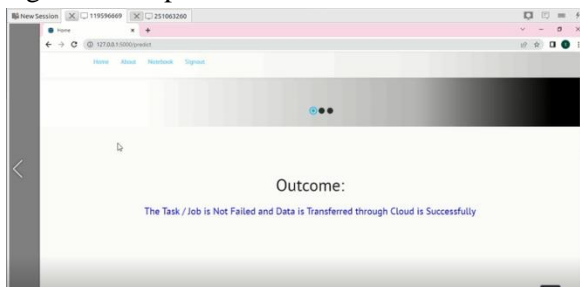 New Session 119596669 251063260
Home
127.0.0.1:5000/predict
Home About Notebook Signout
Outcome:
The Task / Job is Not Failed and Data is Transferred through Cloud is Successfully